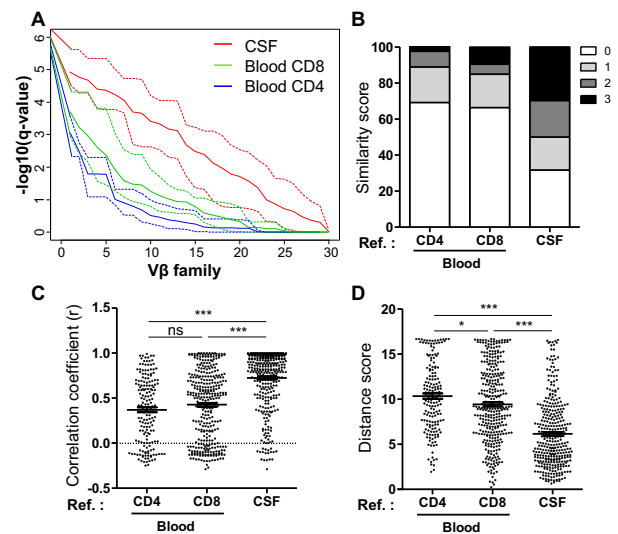 A
-log10(q-value)
6
5
4
3
2
1
0
CSF
Blood CD8
Blood CD4
0 5 10 15 20 25 30
Vβ family
B
Similarity score
100
80
60
40
20
0
0
1
2
3
Ref. : CD4 CD8 CSF
Blood
C
Correlation coefficient (r)
1.5
1.0
0.5
0.0
-0.5
***
ns ***
Ref. : CD4 CD8 CSF
Blood
D
Distance score
20
15
10
5
0
***
* ***
Ref. : CD4 CD8 CSF
Blood